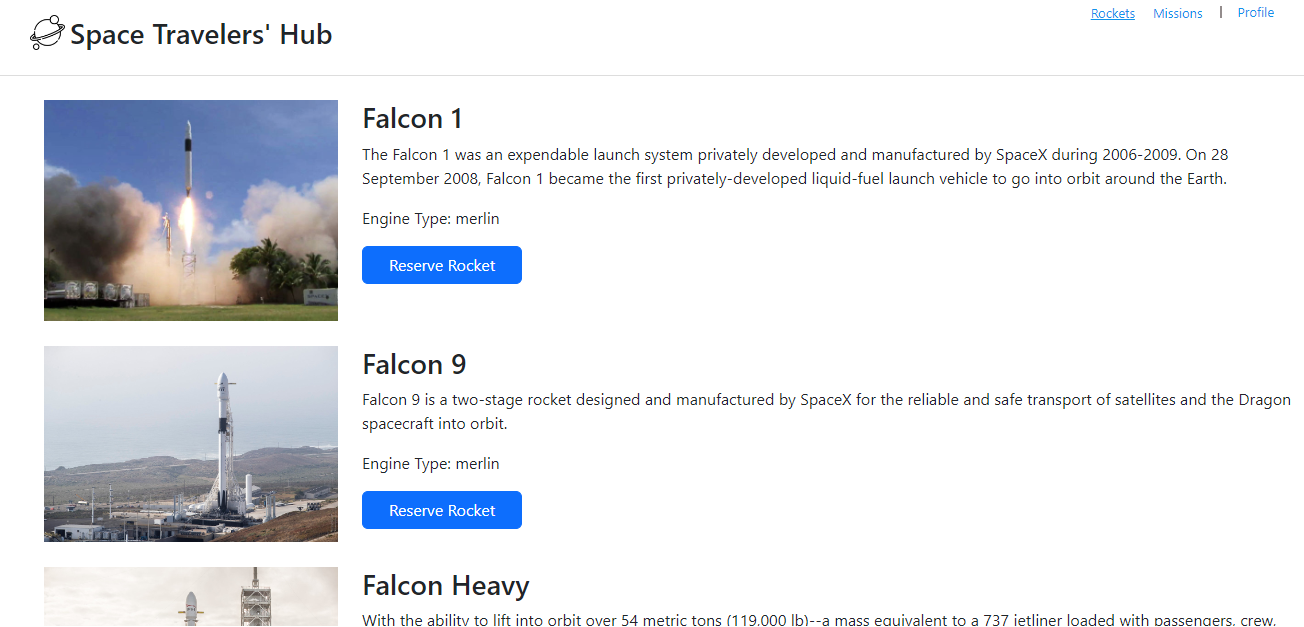 Space Travelers' Hub
Rockets Missions | Profile
Falcon 1
The Falcon 1 was an expendable launch system privately developed and manufactured by SpaceX during 2006-2009. On 28
September 2008, Falcon 1 became the first privately-developed liquid-fuel launch vehicle to go into orbit around the Earth.
Engine Type: merlin
Reserve Rocket
Falcon 9
Falcon 9 is a two-stage rocket designed and manufactured by SpaceX for the reliable and safe transport of satellites and the Dragon
spacecraft into orbit.
Engine Type: merlin
Reserve Rocket
Falcon Heavy
With the ability to lift into orbit over 54 metric tons (119,000 lb)--a mass equivalent to a 737 jetliner loaded with passengers, crew,